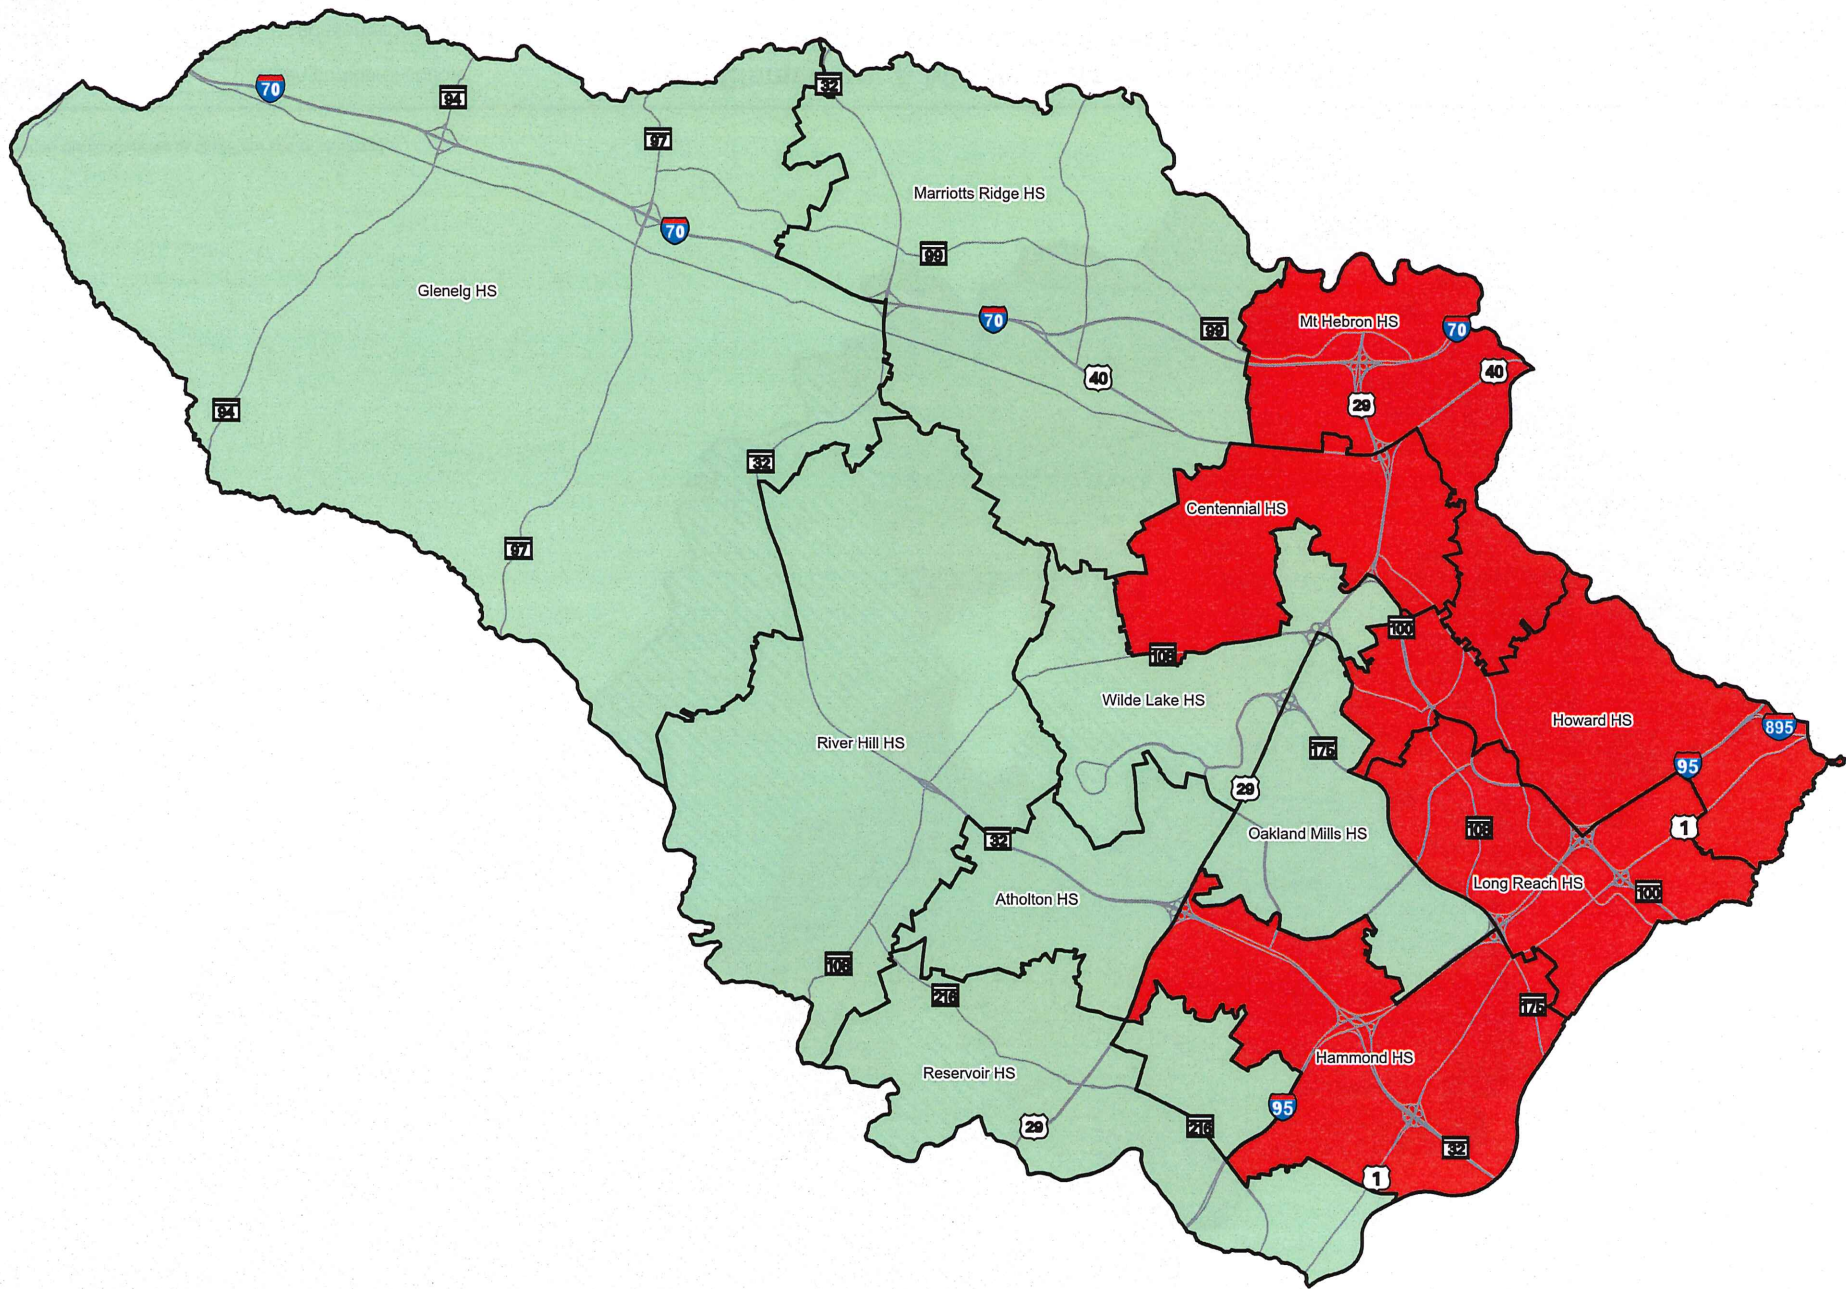 70
94
32
97
Marriotts Ridge HS
70
99
Glenelg HS
70
99
Mt Hebron HS
70
40
40
94
29
32
Centennial HS
97
100
108
Wilde Lake HS
Howard HS
895
River Hill HS
175
95
29
Oakland Mills HS
108
1
32
Long Reach HS
100
Atholton HS
108
216
175
Hammond HS
Reservoir HS
95
29
216
32
1